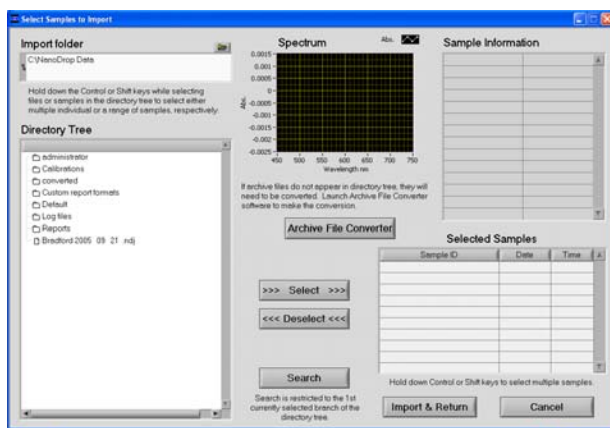 Select Samples to Import
Import folder
C:\NanoDrop Data
Hold down the Control or Shift keys while selecting
files or samples in the directory tree to select either
multiple individual or a range of samples, respectively.
Directory Tree
administrator
Calibrations
converted
Custom report formats
Default
Log files
Reports
Bradford 2005 09 21 .ndj
Spectrum
Abs.
0.0015
0.001
0.0005
0
-0.0005
-0.001
-0.0015
-0.002
-0.0025
Abs.
450 500 550 600 650 700 750
Wavelength nm
If archive files do not appear in directory tree, they will
need to be converted. Launch Archive File Converter
software to make the conversion.
Archive File Converter
>>> Select >>>
<<< Deselect <<<
Search
Search is restricted to the 1st
currently selected branch of the
directory tree.
Sample Information
Selected Samples
Sample ID Date Time
Hold down Control or Shift keys to select multiple samples.
Import & Return
Cancel